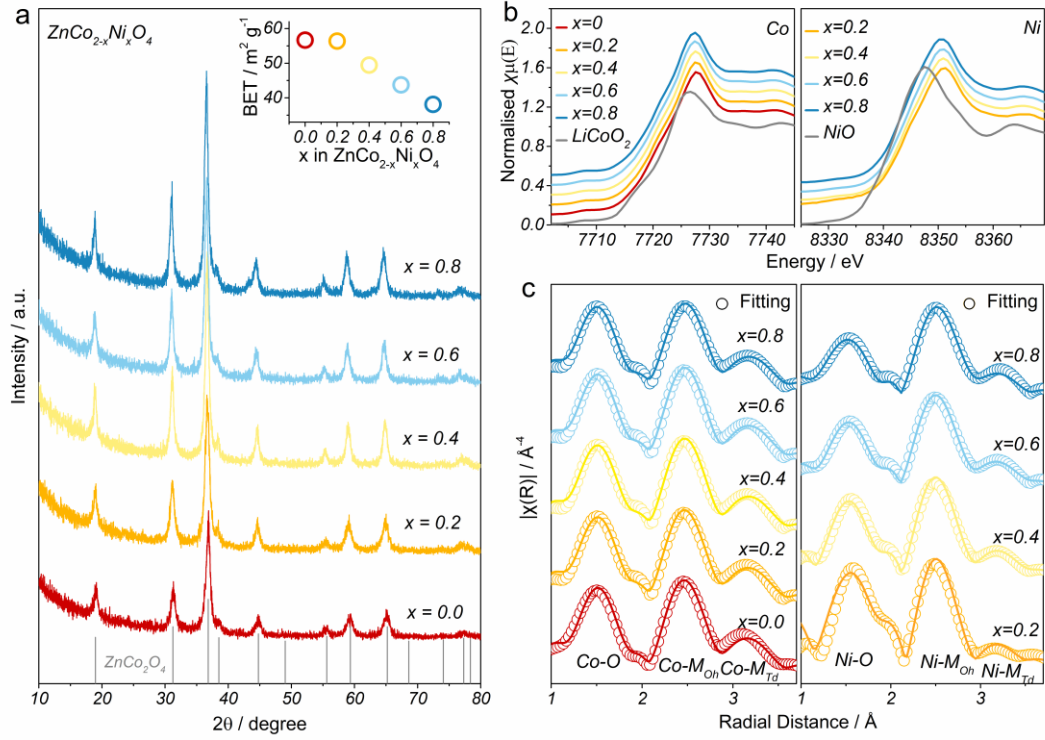 a
ZnCo2-xNixO4
BET / m2 g-1
60
50
40
0.0 0.2 0.4 0.6 0.8
x in ZnCo2-xNixO4
x = 0.8
x = 0.6
x = 0.4
x = 0.2
x = 0.0
ZnCo2O4
Intensity / a.u.
10 20 30 40 50 60 70 80
2θ / degree
b
Normalised χμ(E)
2.0
1.6
1.2
0.8
0.4
0.0
x=0
x=0.2
x=0.4
x=0.6
x=0.8
LiCoO2
Co
7710 7720 7730 7740
x=0.2
x=0.4
x=0.6
x=0.8
NiO
Ni
8330 8340 8350 8360
Energy / eV
c
|χ(R)| / Å-4
Fitting
x=0.8
x=0.6
x=0.4
x=0.2
x=0.0
Co-O Co-MOh Co-MTd
1 2 3
Fitting
x=0.8
x=0.6
x=0.4
x=0.2
Ni-O Ni-MOh Ni-MTd
1 2 3
Radial Distance / Å